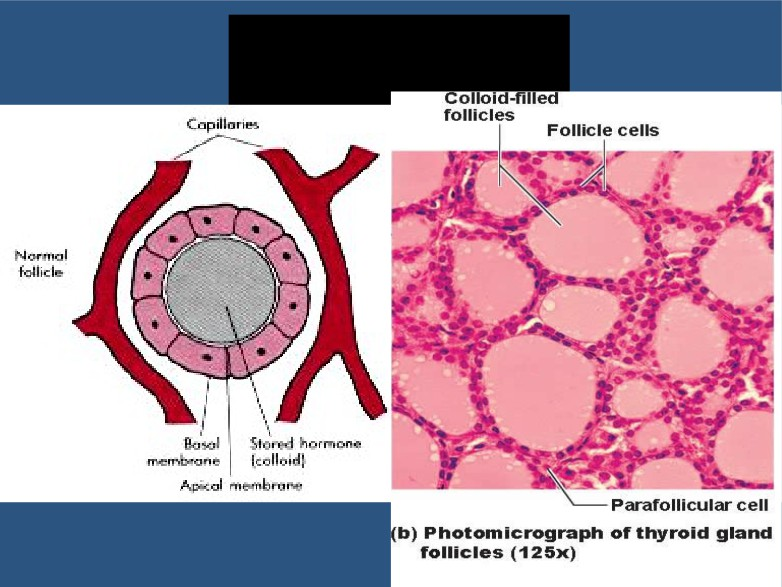 Capillaries
Normal
follicle
Basal
membrane
Stored hormone
(colloid)
Apical membrane
Colloid-filled
follicles
Follicle cells
Parafollicular cell
(b) Photomicrograph of thyroid gland
follicles (125x)